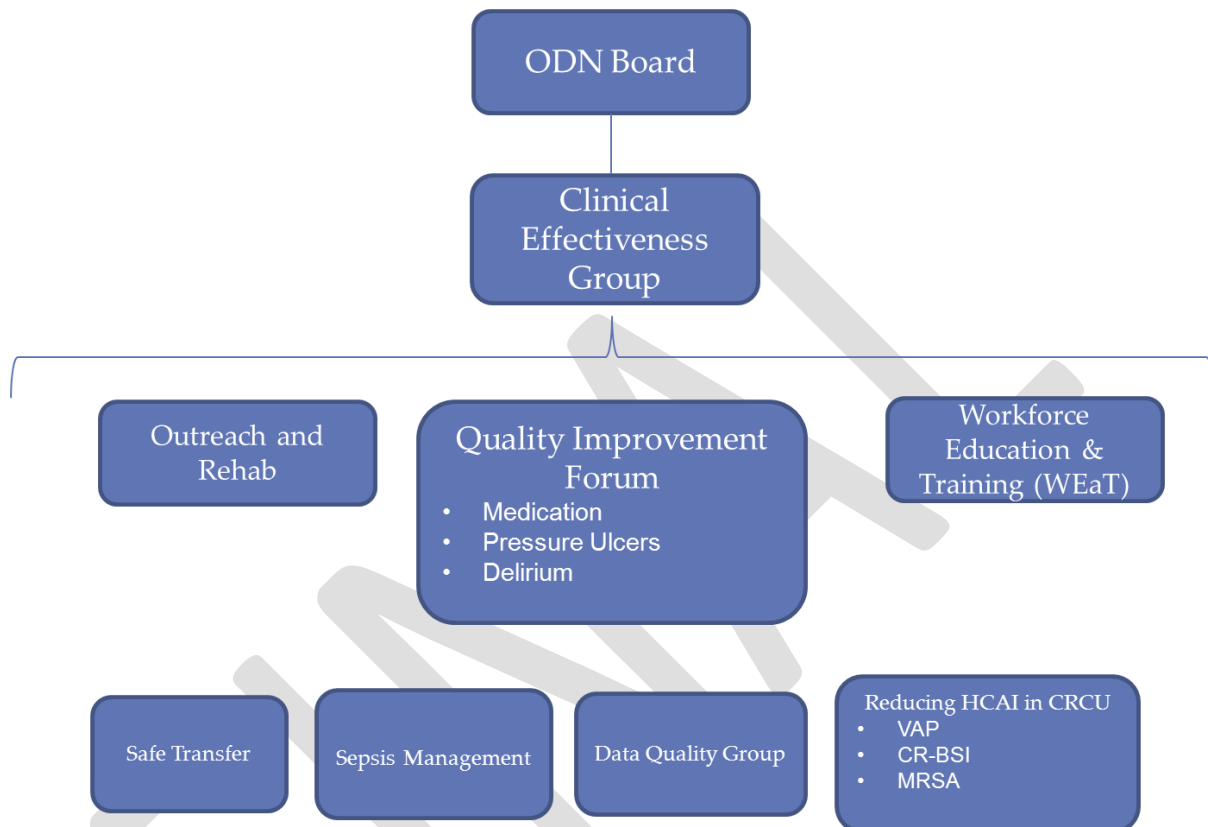 ODN Board
Clinical
Effectiveness
Group
Outreach and
Rehab
Quality Improvement
Forum
• Medication
• Pressure Ulcers
• Delirium
Workforce
Education &
Training (WEaT)
Safe Transfer
Sepsis Management
Data Quality Group
Reducing HCAI in CRCU
• VAP
• CR-BSI
• MRSA